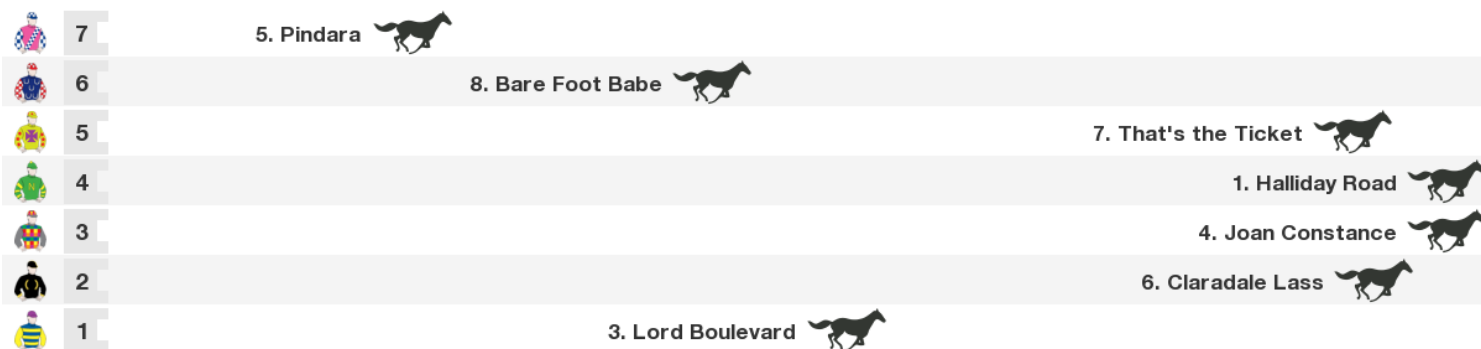 7 5. Pindara
6 8. Bare Foot Babe
5 7. That's the Ticket
4 N 1. Halliday Road
3 4. Joan Constance
2 6. Claradale Lass
1 3. Lord Boulevard